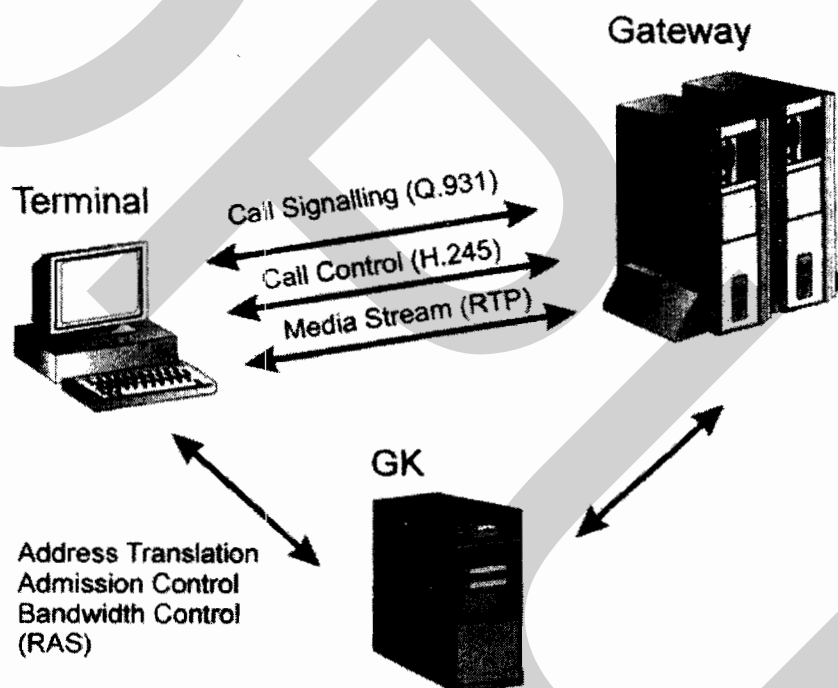 Gateway
Terminal
Call Signalling (Q.931)
Call Control (H.245)
Media Stream (RTP)
GK
Address Translation
Admission Control
Bandwidth Control
(RAS)